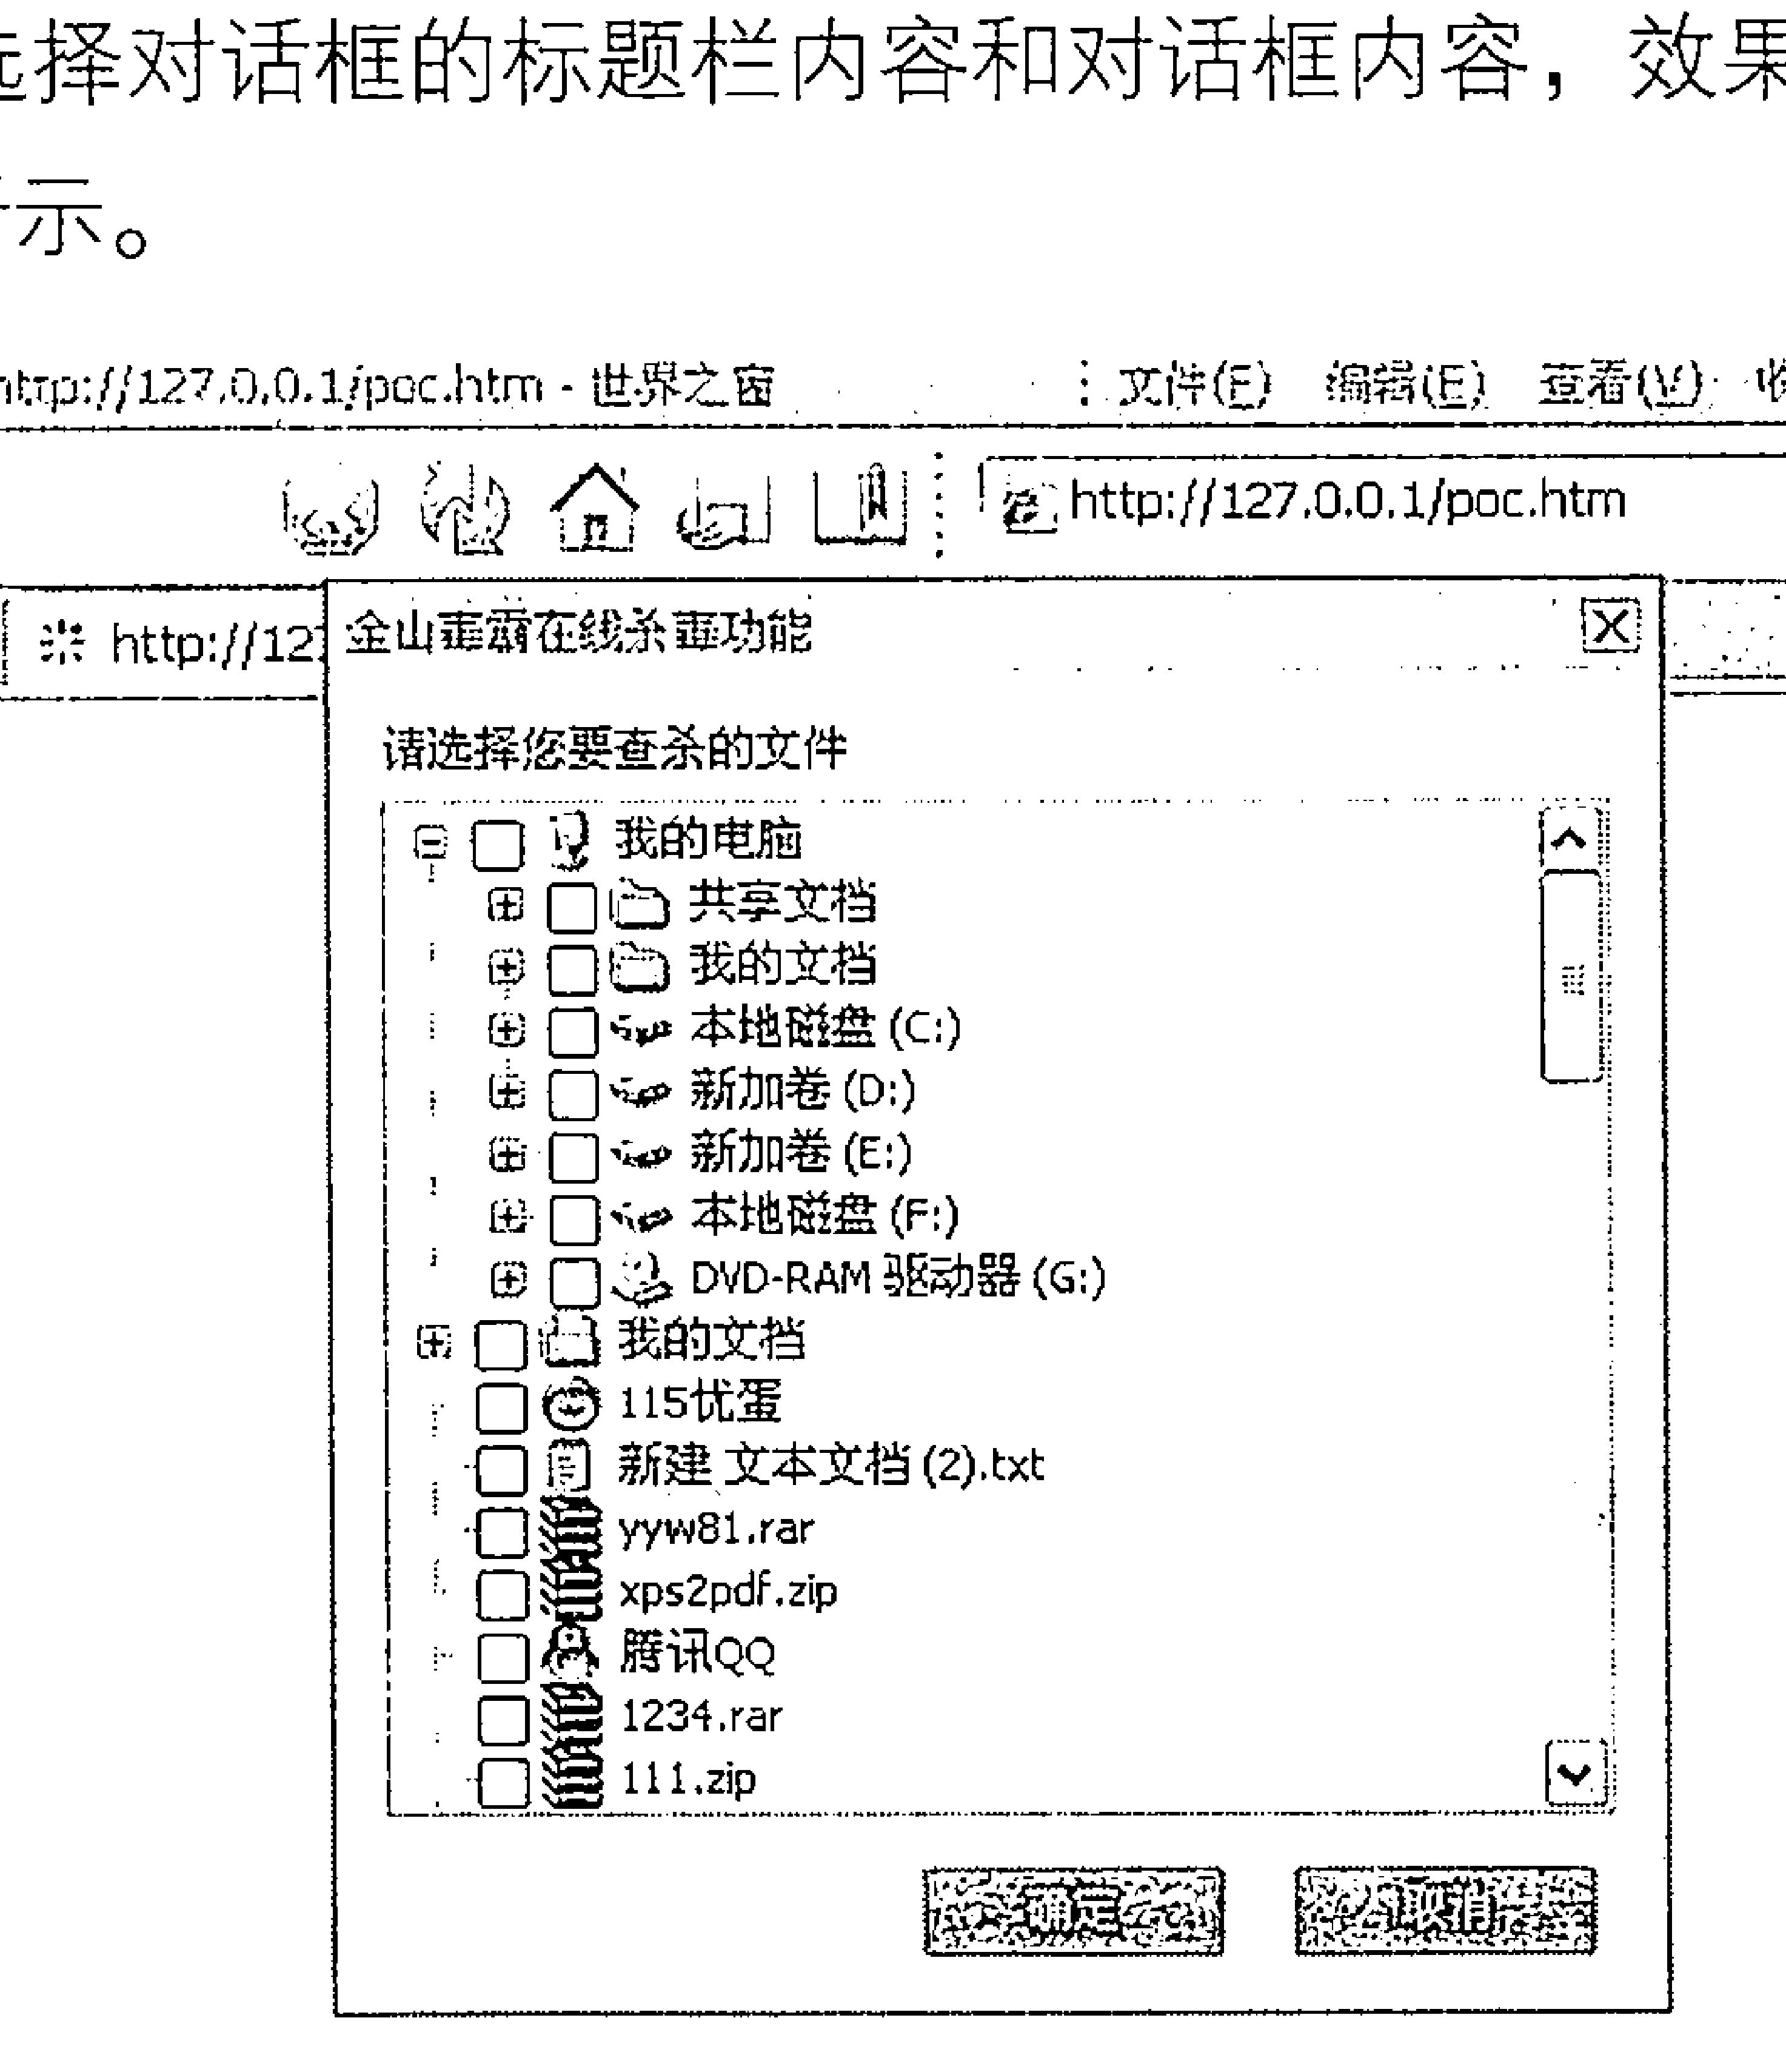 选择对话框的标题栏内容和对话框内容，效果
示。
http://127.0.0.1/poc.htm - 世界之窗 文件(F) 编辑(E) 查看(V) 收
http://127.0.0.1/poc.htm
http://127
金山毒霸在线杀毒功能
请选择您要查杀的文件
我的电脑
共享文档
我的文档
本地磁盘 (C:)
新加卷 (D:)
新加卷 (E:)
本地磁盘 (F:)
DVD-RAM 驱动器 (G:)
我的文档
115优蛋
新建 文本文档 (2).txt
yyw81.rar
xps2pdf.zip
腾讯QQ
1234.rar
111.zip
确定 取消